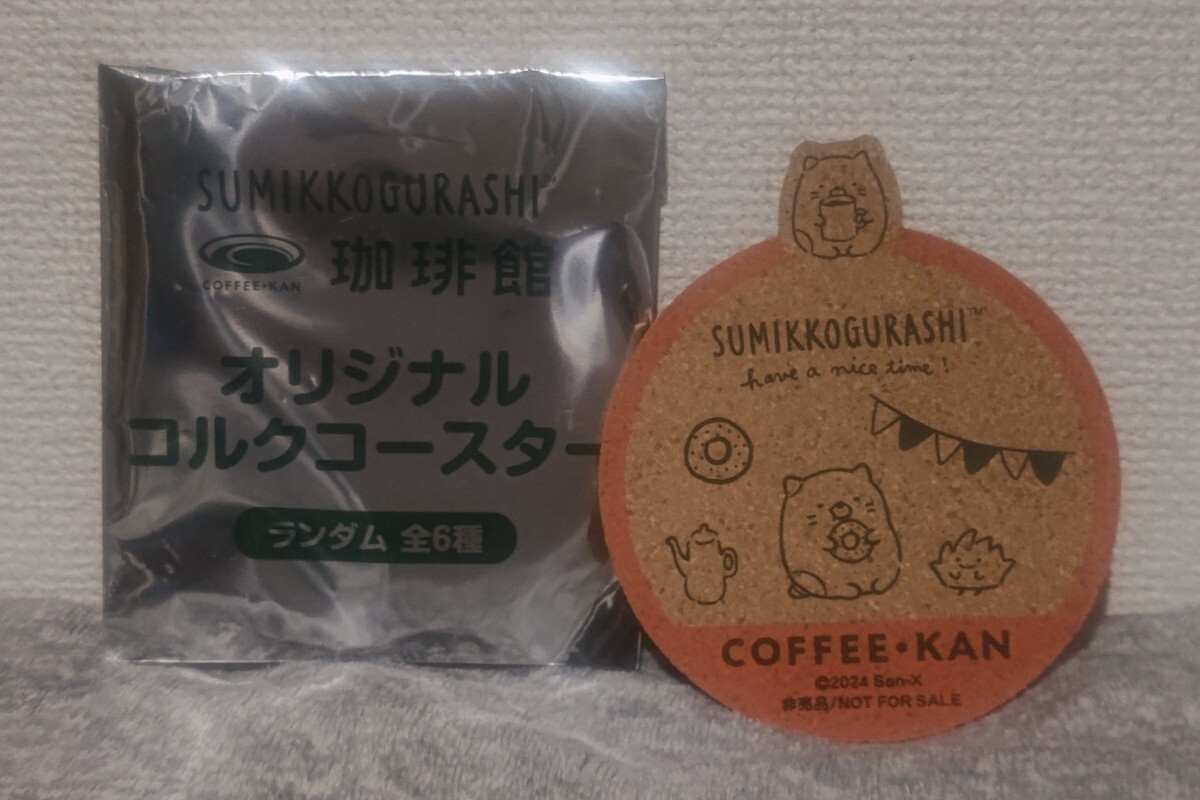 SUMIKKOGURASHI
COFFEE•KAN
珈琲館
オリジナル
コルクコースター
ランダム 全6種
SUMIKKOGURASHI™
have a nice time!
COFFEE•KAN
©2024 San-X
非売品/NOT FOR SALE